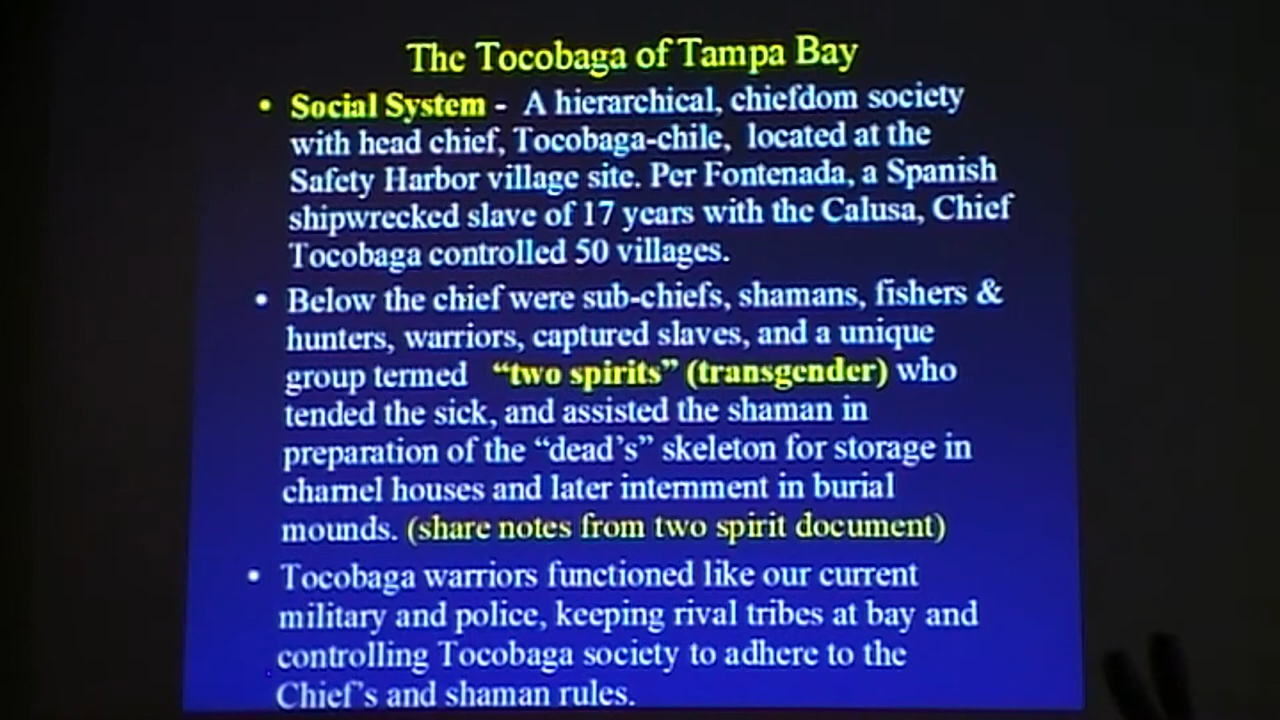 The Tocobaga of Tampa Bay
• Social System - A hierarchical, chiefdom society
with head chief, Tocobaga-chile, located at the
Safety Harbor village site. Per Fontenada, a Spanish
shipwrecked slave of 17 years with the Calusa, Chief
Tocobaga controlled 50 villages.
• Below the chief were sub-chiefs, shamans, fishers &
hunters, warriors, captured slaves, and a unique
group termed “two spirits” (transgender) who
tended the sick, and assisted the shaman in
preparation of the “dead’s” skeleton for storage in
charnel houses and later internment in burial
mounds. (share notes from two spirit document)
• Tocobaga warriors functioned like our current
military and police, keeping rival tribes at bay and
controlling Tocobaga society to adhere to the
Chief’s and shaman rules.